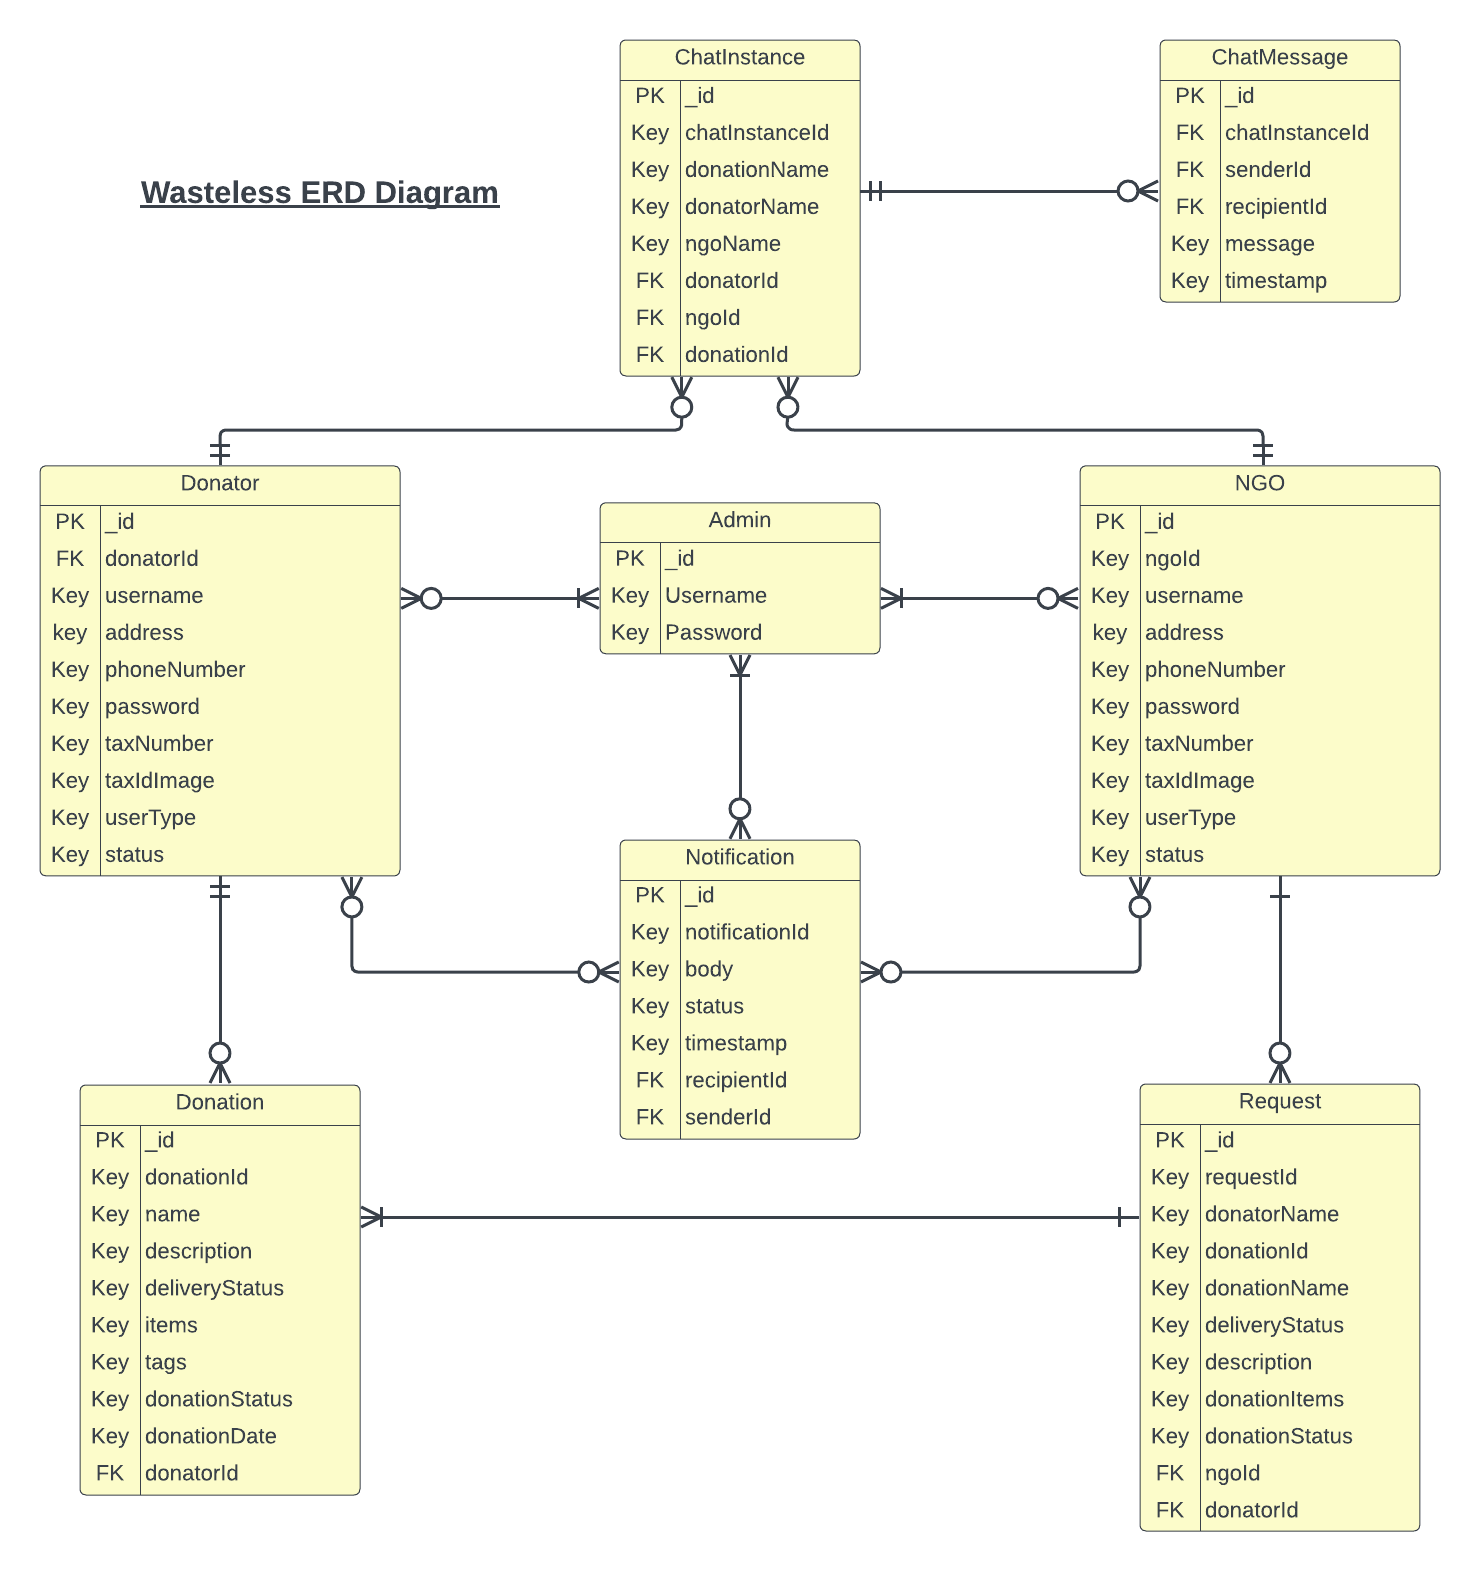 Wasteless ERD Diagram
ChatInstance
PK _id
Key chatInstanceId
Key donationName
Key donatorName
Key ngoName
FK donatorId
FK ngoId
FK donationId
ChatMessage
PK _id
FK chatInstanceId
FK senderId
FK recipientId
Key message
Key timestamp
Donator
PK _id
FK donatorId
Key username
key address
Key phoneNumber
Key password
Key taxNumber
Key taxIdImage
Key userType
Key status
Admin
PK _id
Key Username
Key Password
NGO
PK _id
Key ngoId
Key username
key address
Key phoneNumber
Key password
Key taxNumber
Key taxIdImage
Key userType
Key status
Notification
PK _id
Key notificationId
Key body
Key status
Key timestamp
FK recipientId
FK senderId
Donation
PK _id
Key donationId
Key name
Key description
Key deliveryStatus
Key items
Key tags
Key donationStatus
Key donationDate
FK donatorId
Request
PK _id
Key requestId
Key donatorName
Key donationId
Key donationName
Key deliveryStatus
Key description
Key donationItems
Key donationStatus
FK ngoId
FK donatorId